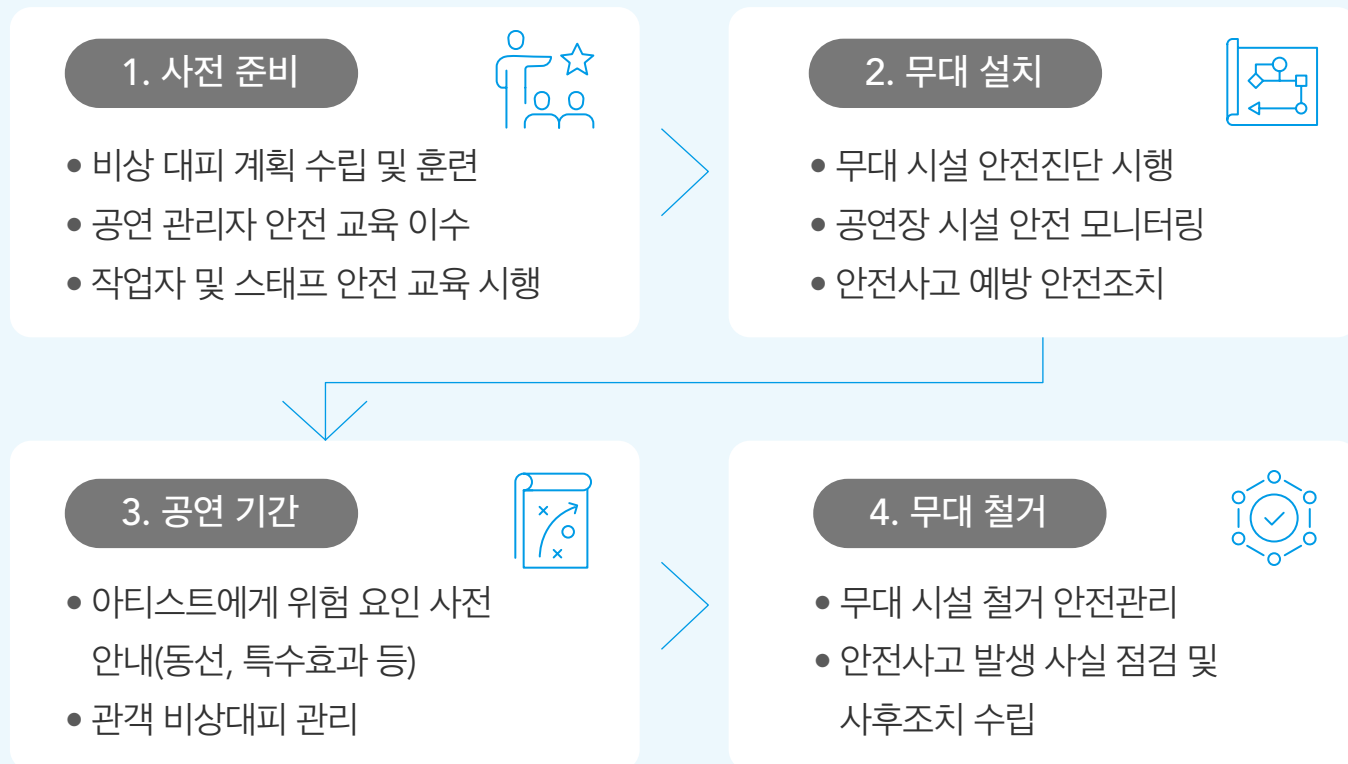 1. 사전 준비
• 비상 대피 계획 수립 및 훈련
• 공연 관리자 안전 교육 이수
• 작업자 및 스태프 안전 교육 시행
2. 무대 설치
• 무대 시설 안전진단 시행
• 공연장 시설 안전 모니터링
• 안전사고 예방 안전조치
3. 공연 기간
• 아티스트에게 위험 요인 사전
안내(동선, 특수효과 등)
• 관객 비상대피 관리
4. 무대 철거
• 무대 시설 철거 안전관리
• 안전사고 발생 사실 점검 및
사후조치 수립